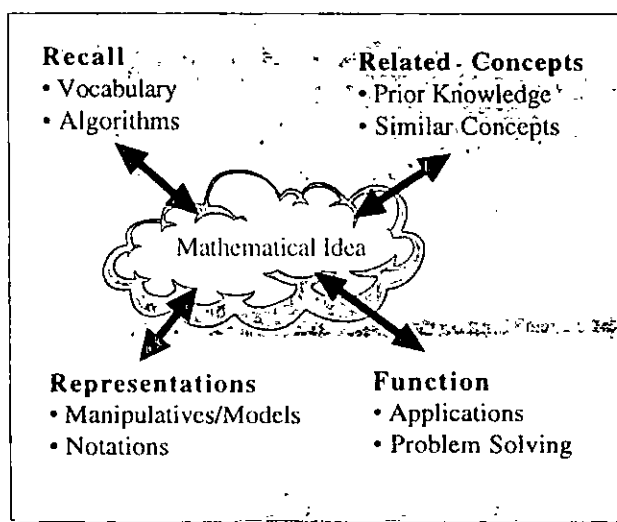 Recall
• Vocabulary
• Algorithms
Related - Concepts
• Prior Knowledge
• Similar Concepts
Mathematical Idea
Representations
• Manipulatives/Models
• Notations
Function
• Applications
• Problem Solving